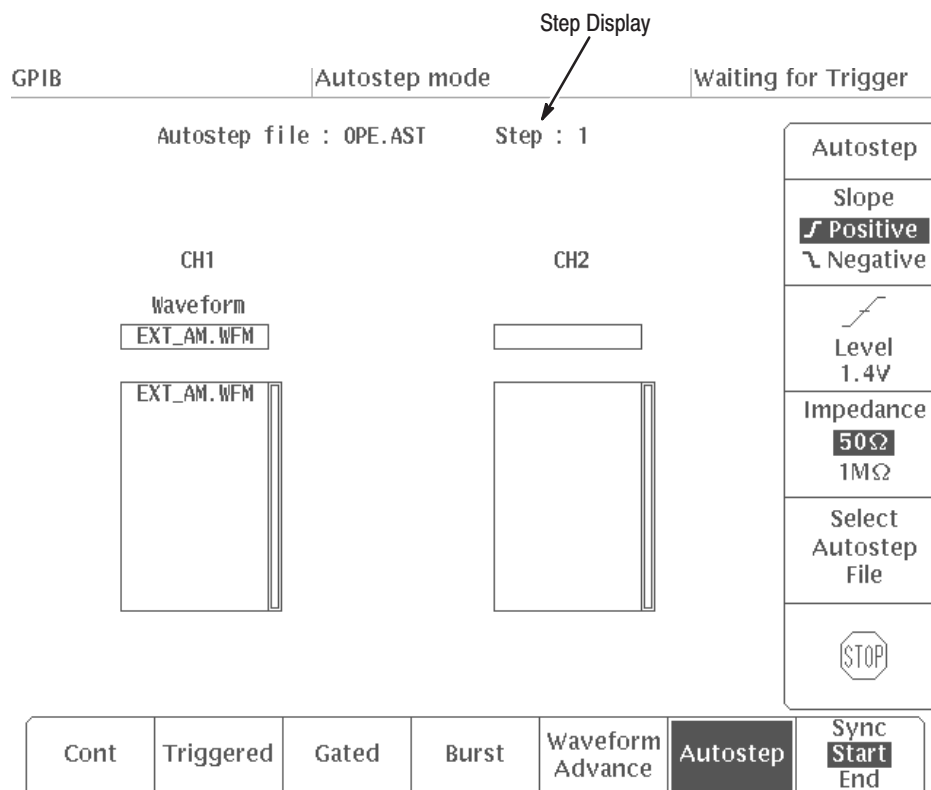 Step Display
GPIB Autostep mode Waiting for Trigger
Autostep file : OPE.AST Step : 1
CH1 CH2
Waveform
EXT_AM.WFM
EXT_AM.WFM
Autostep
Slope
Positive
Negative
Level
1.4V
Impedance
50Ω
1MΩ
Select
Autostep
File
STOP
Cont
Triggered
Gated
Burst
Waveform
Advance
Autostep
Sync
Start
End